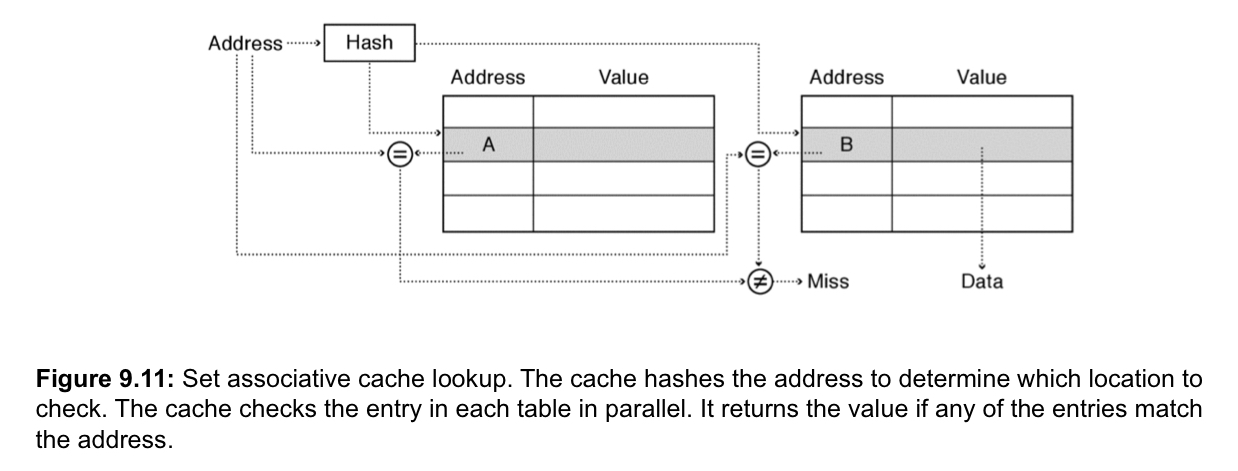 Address
Hash
Address Value
Address Value
A
=
=
B
≠
Miss
Data
Figure 9.11: Set associative cache lookup. The cache hashes the address to determine which location to
check. The cache checks the entry in each table in parallel. It returns the value if any of the entries match
the address.